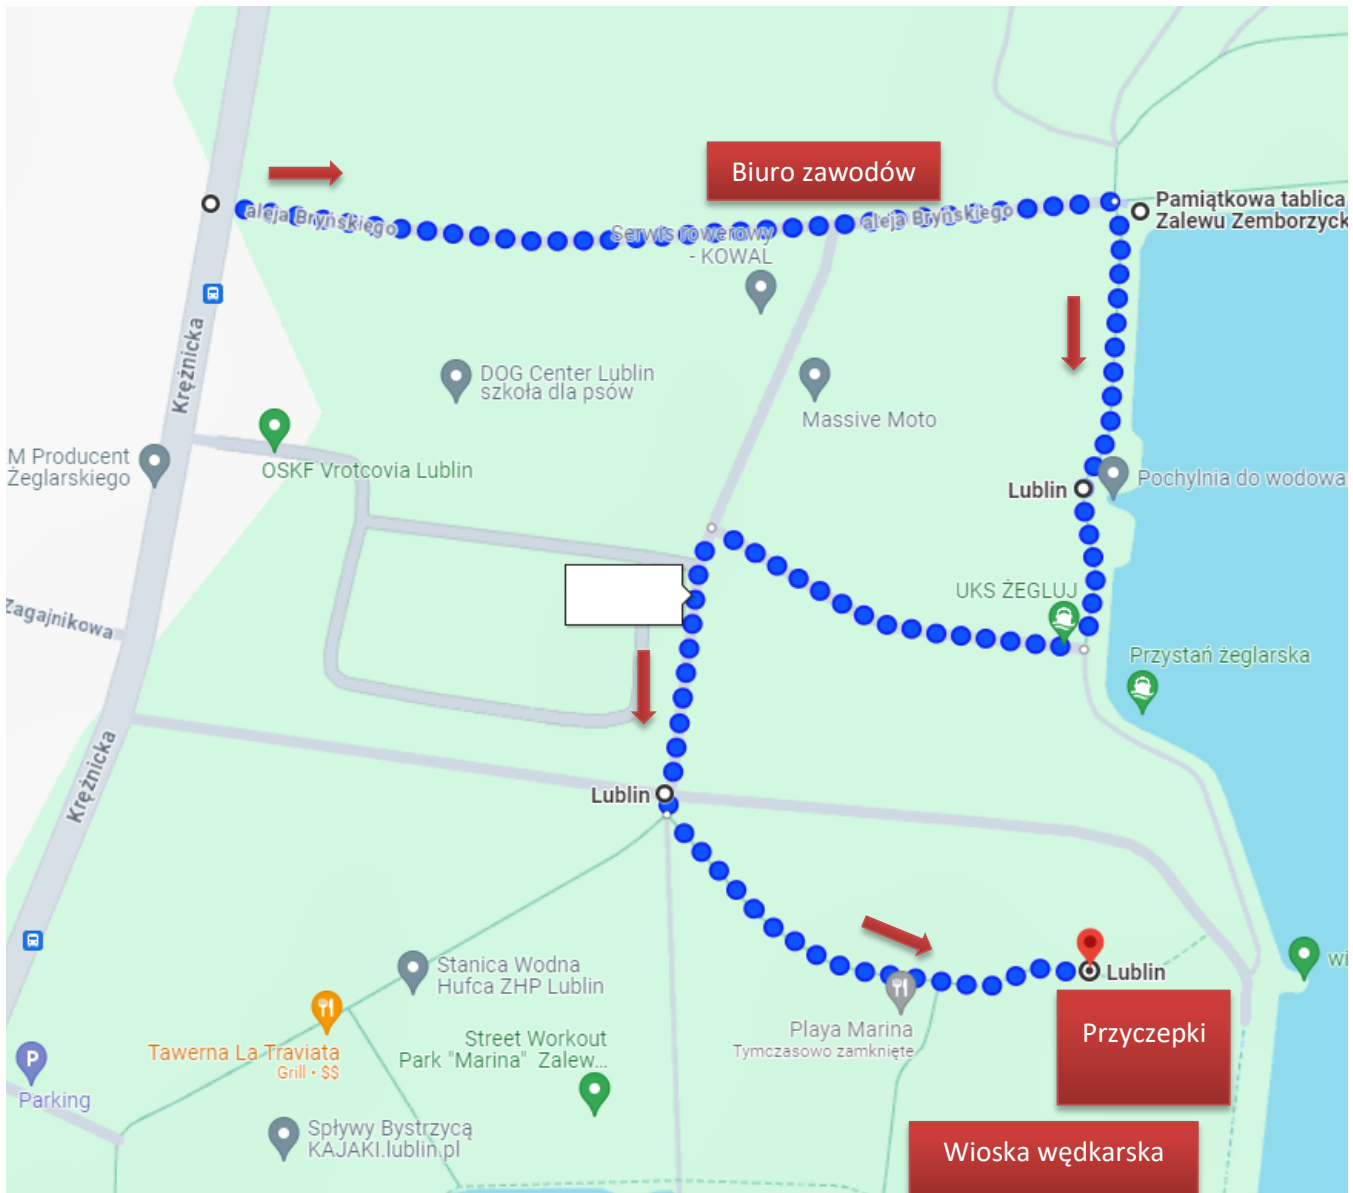 Biuro zawodów
Pamiątkowa tablica
Zalewu Zemborzyck
aleja Bryńskiego
aleja Bryńskiego
Serwis rowerowy
- KOWAL
Krężnicka
DOG Center Lublin
szkoła dla psów
Massive Moto
M Producent
Żeglarskiego
OSKF Vrotcovia Lublin
Lublin
Pochylnia do wodowa
UKS ŻEGLUJ
Zagajnikowa
Przystań żeglarska
Krężnicka
Lublin
Stanica Wodna
Hufca ZHP Lublin
Lublin
wi
Playa Marina
Tymczasowo zamknięte
Przyczepki
Street Workout
Park "Marina" Zalew...
Tawerna La Traviata
Grill • $$
P
Parking
Spływy Bystrzycą
KAJAKI.lublin.pl
Wioska wędkarska